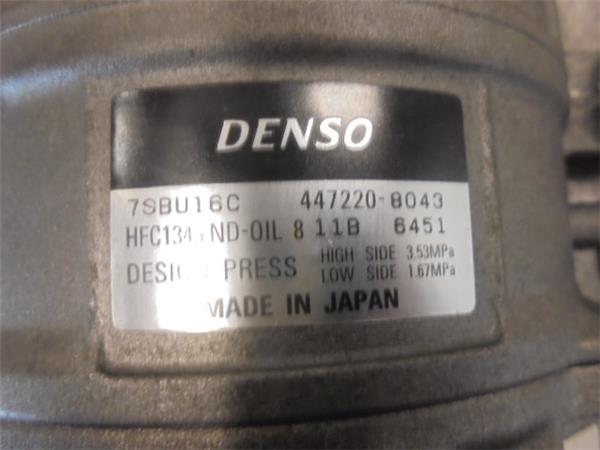 DENSO
7SBU16C 447220-8043
HFC134 ND-OIL 8 11B 6451
PRESS HIGH SIDE 3.53MPa
LOW SIDE 1.67MPa
MADE IN JAPAN